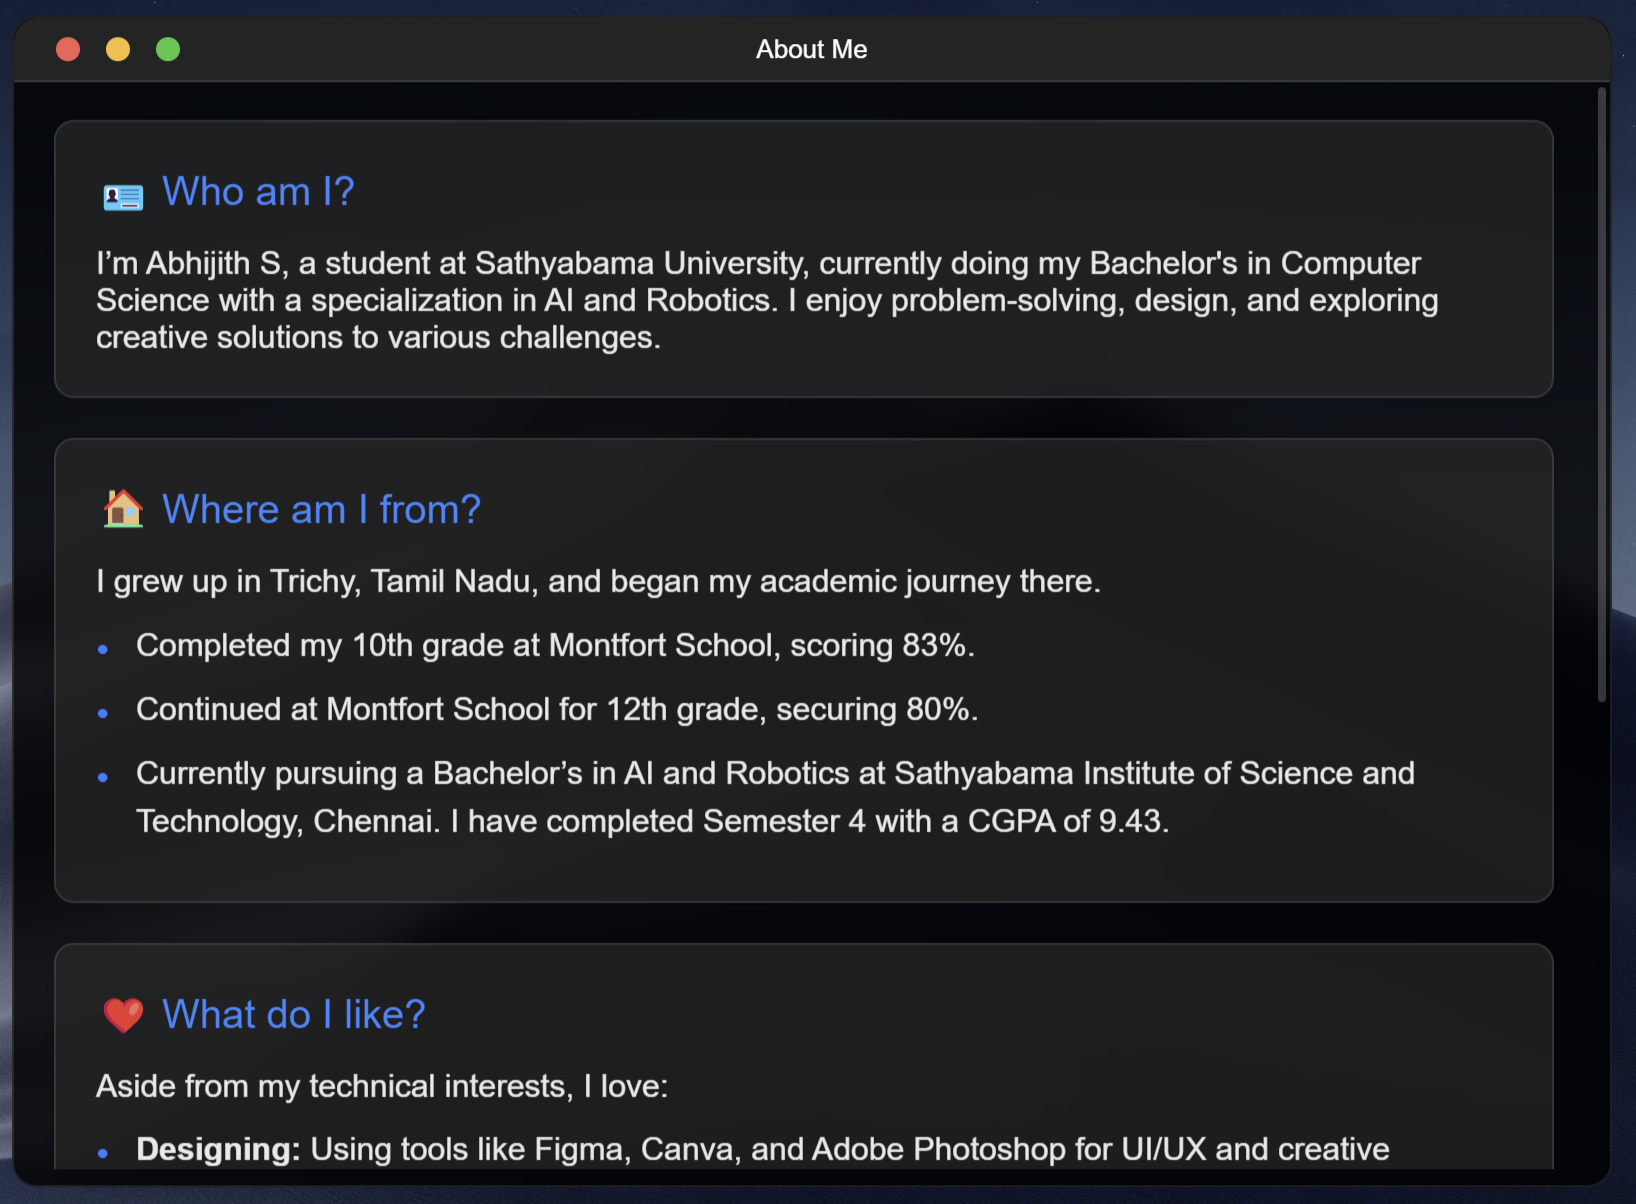 About Me
Who am I?
I’m Abhijith S, a student at Sathyabama University, currently doing my Bachelor's in Computer
Science with a specialization in AI and Robotics. I enjoy problem-solving, design, and exploring
creative solutions to various challenges.
Where am I from?
I grew up in Trichy, Tamil Nadu, and began my academic journey there.
• Completed my 10th grade at Montfort School, scoring 83%.
• Continued at Montfort School for 12th grade, securing 80%.
• Currently pursuing a Bachelor’s in AI and Robotics at Sathyabama Institute of Science and
Technology, Chennai. I have completed Semester 4 with a CGPA of 9.43.
What do I like?
Aside from my technical interests, I love:
• Designing: Using tools like Figma, Canva, and Adobe Photoshop for UI/UX and creative